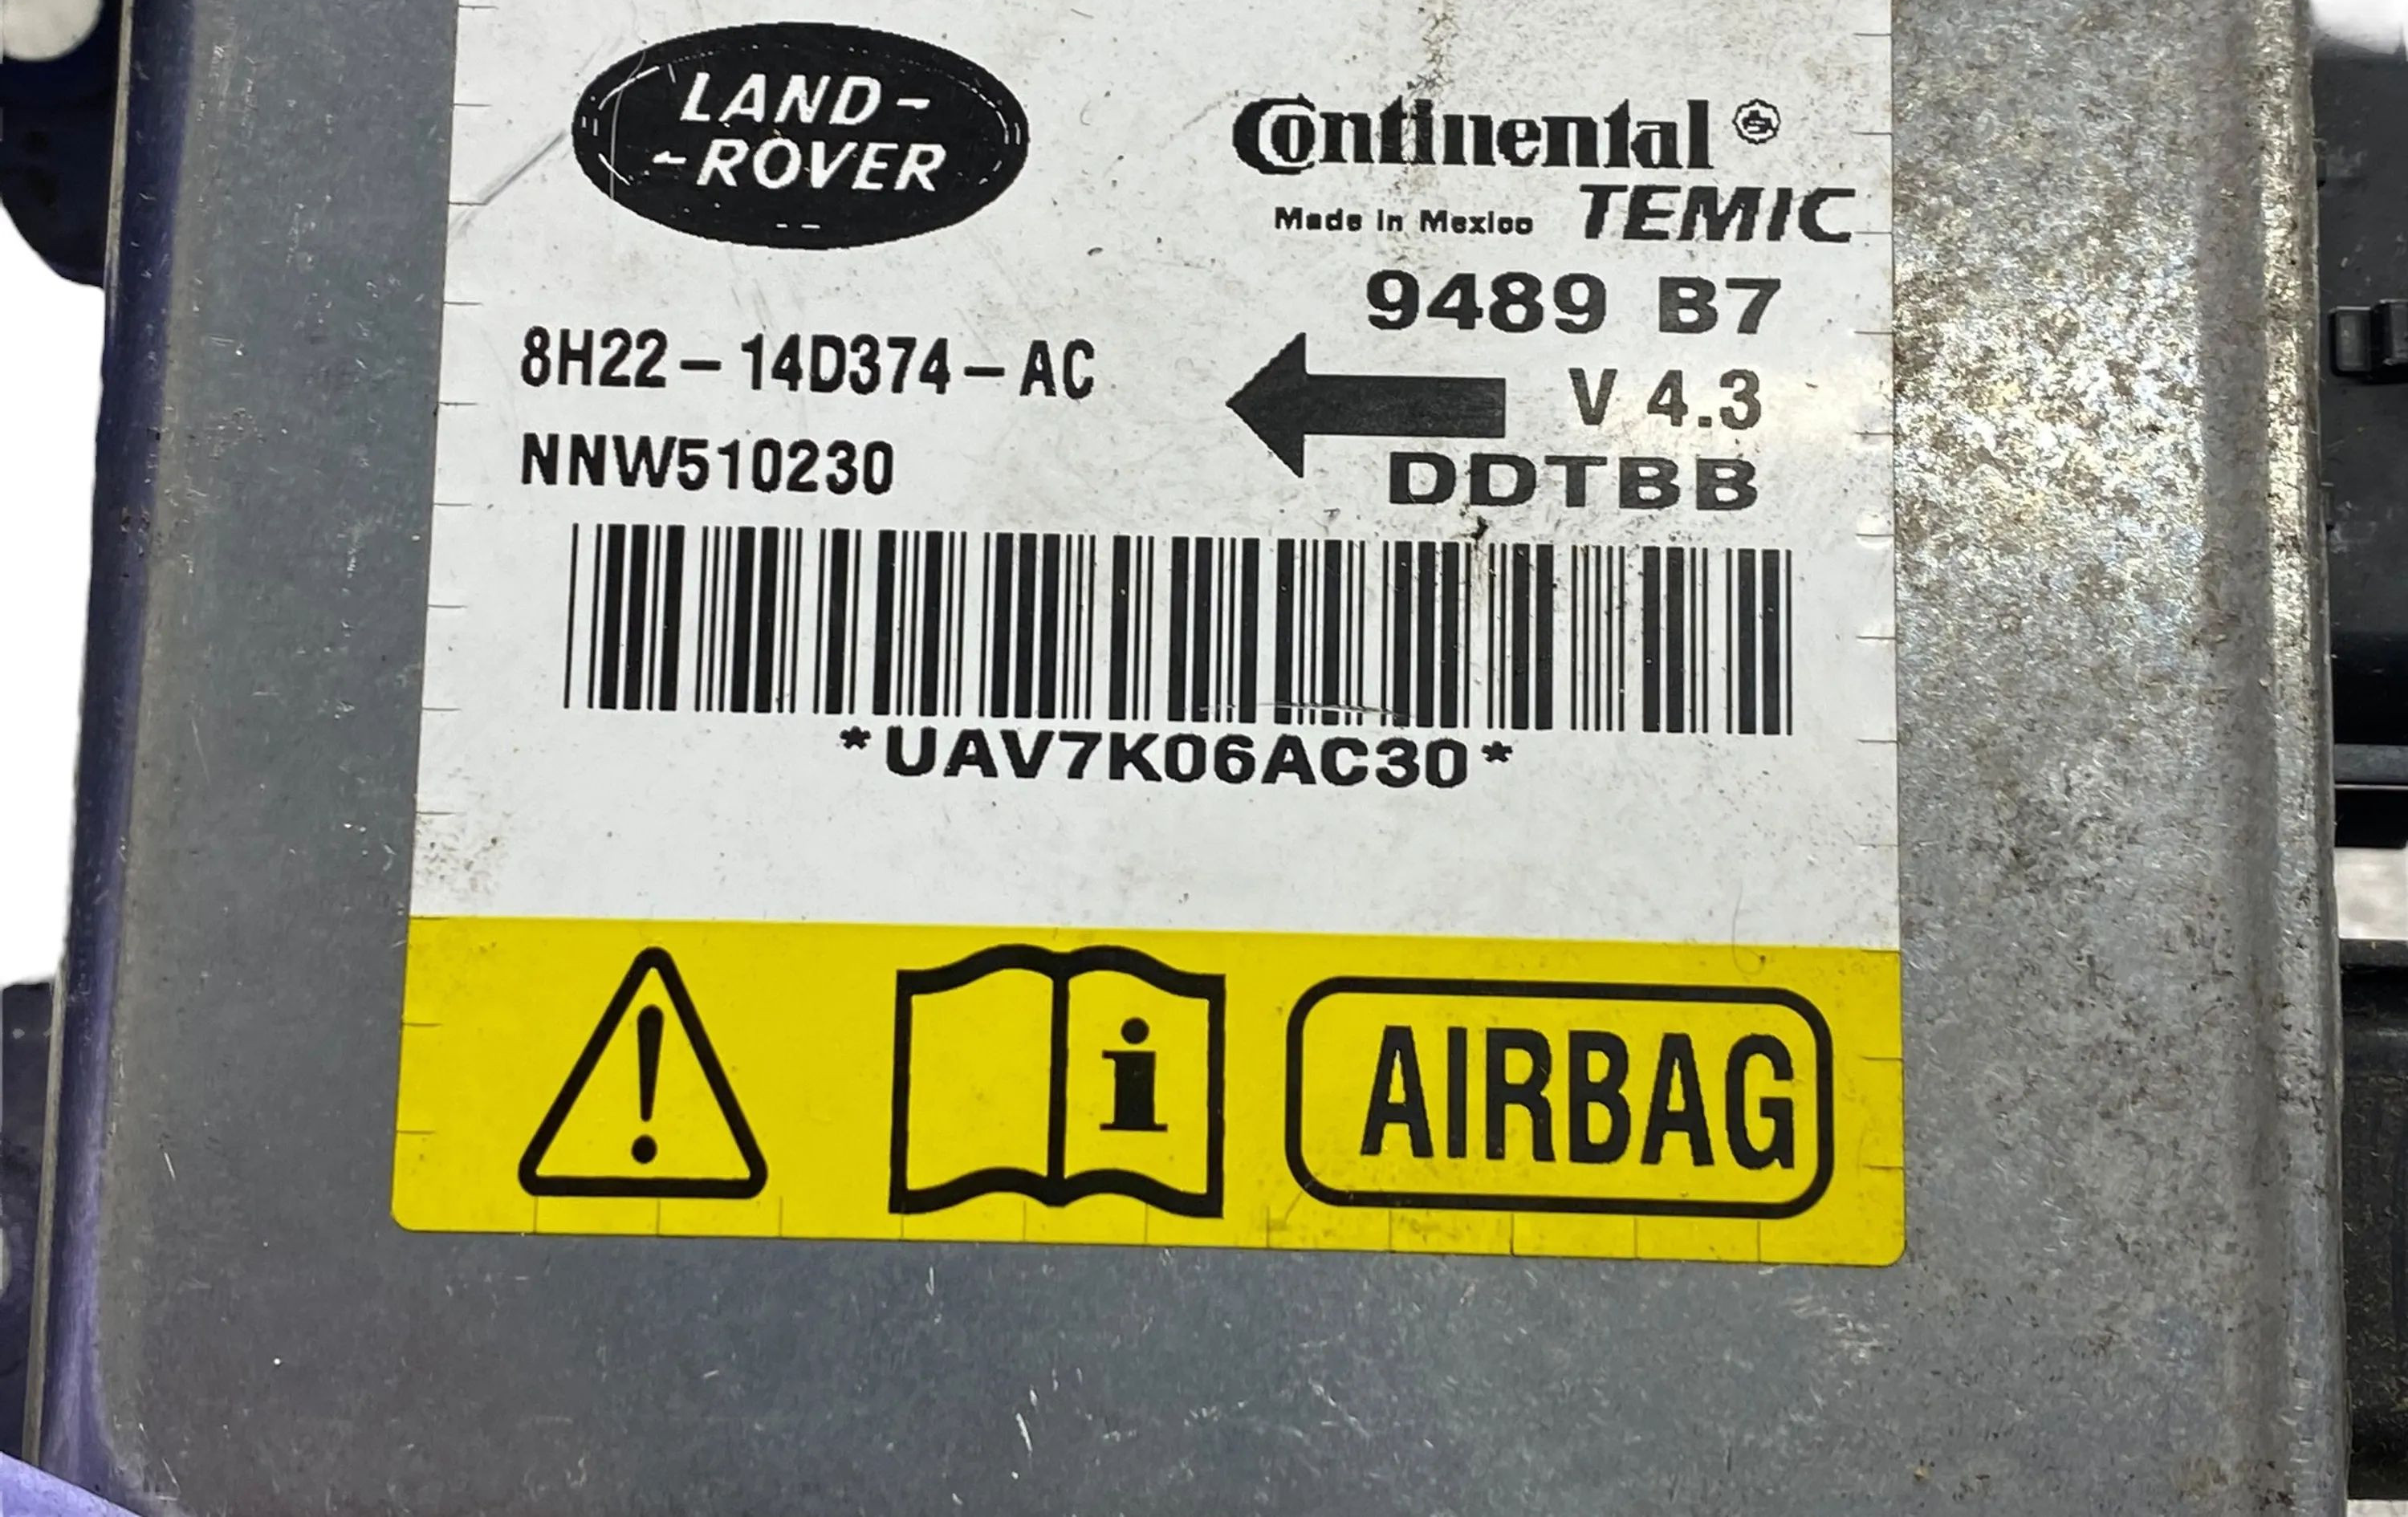 LAND-
-ROVER
Continental
Made in Mexico TEMIC
9489 B7
8H22-14D374-AC
V 4.3
NNW510230
DDTBB
*UAV7K06AC30*
i
AIRBAG